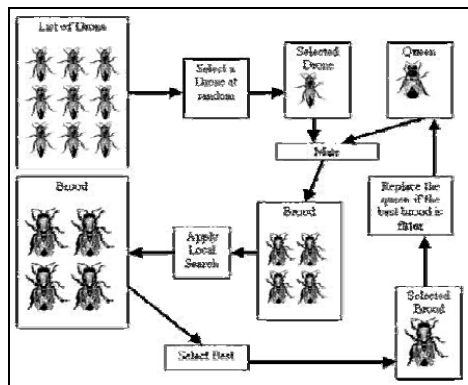 List of Drone
Select a
Drone at
random
Selected
Drone
Queen
Mate
Brood
Apply
Local
Search
Brood
Replace the
queen if the
best brood is
fitter
Select Best
Selected
Brood